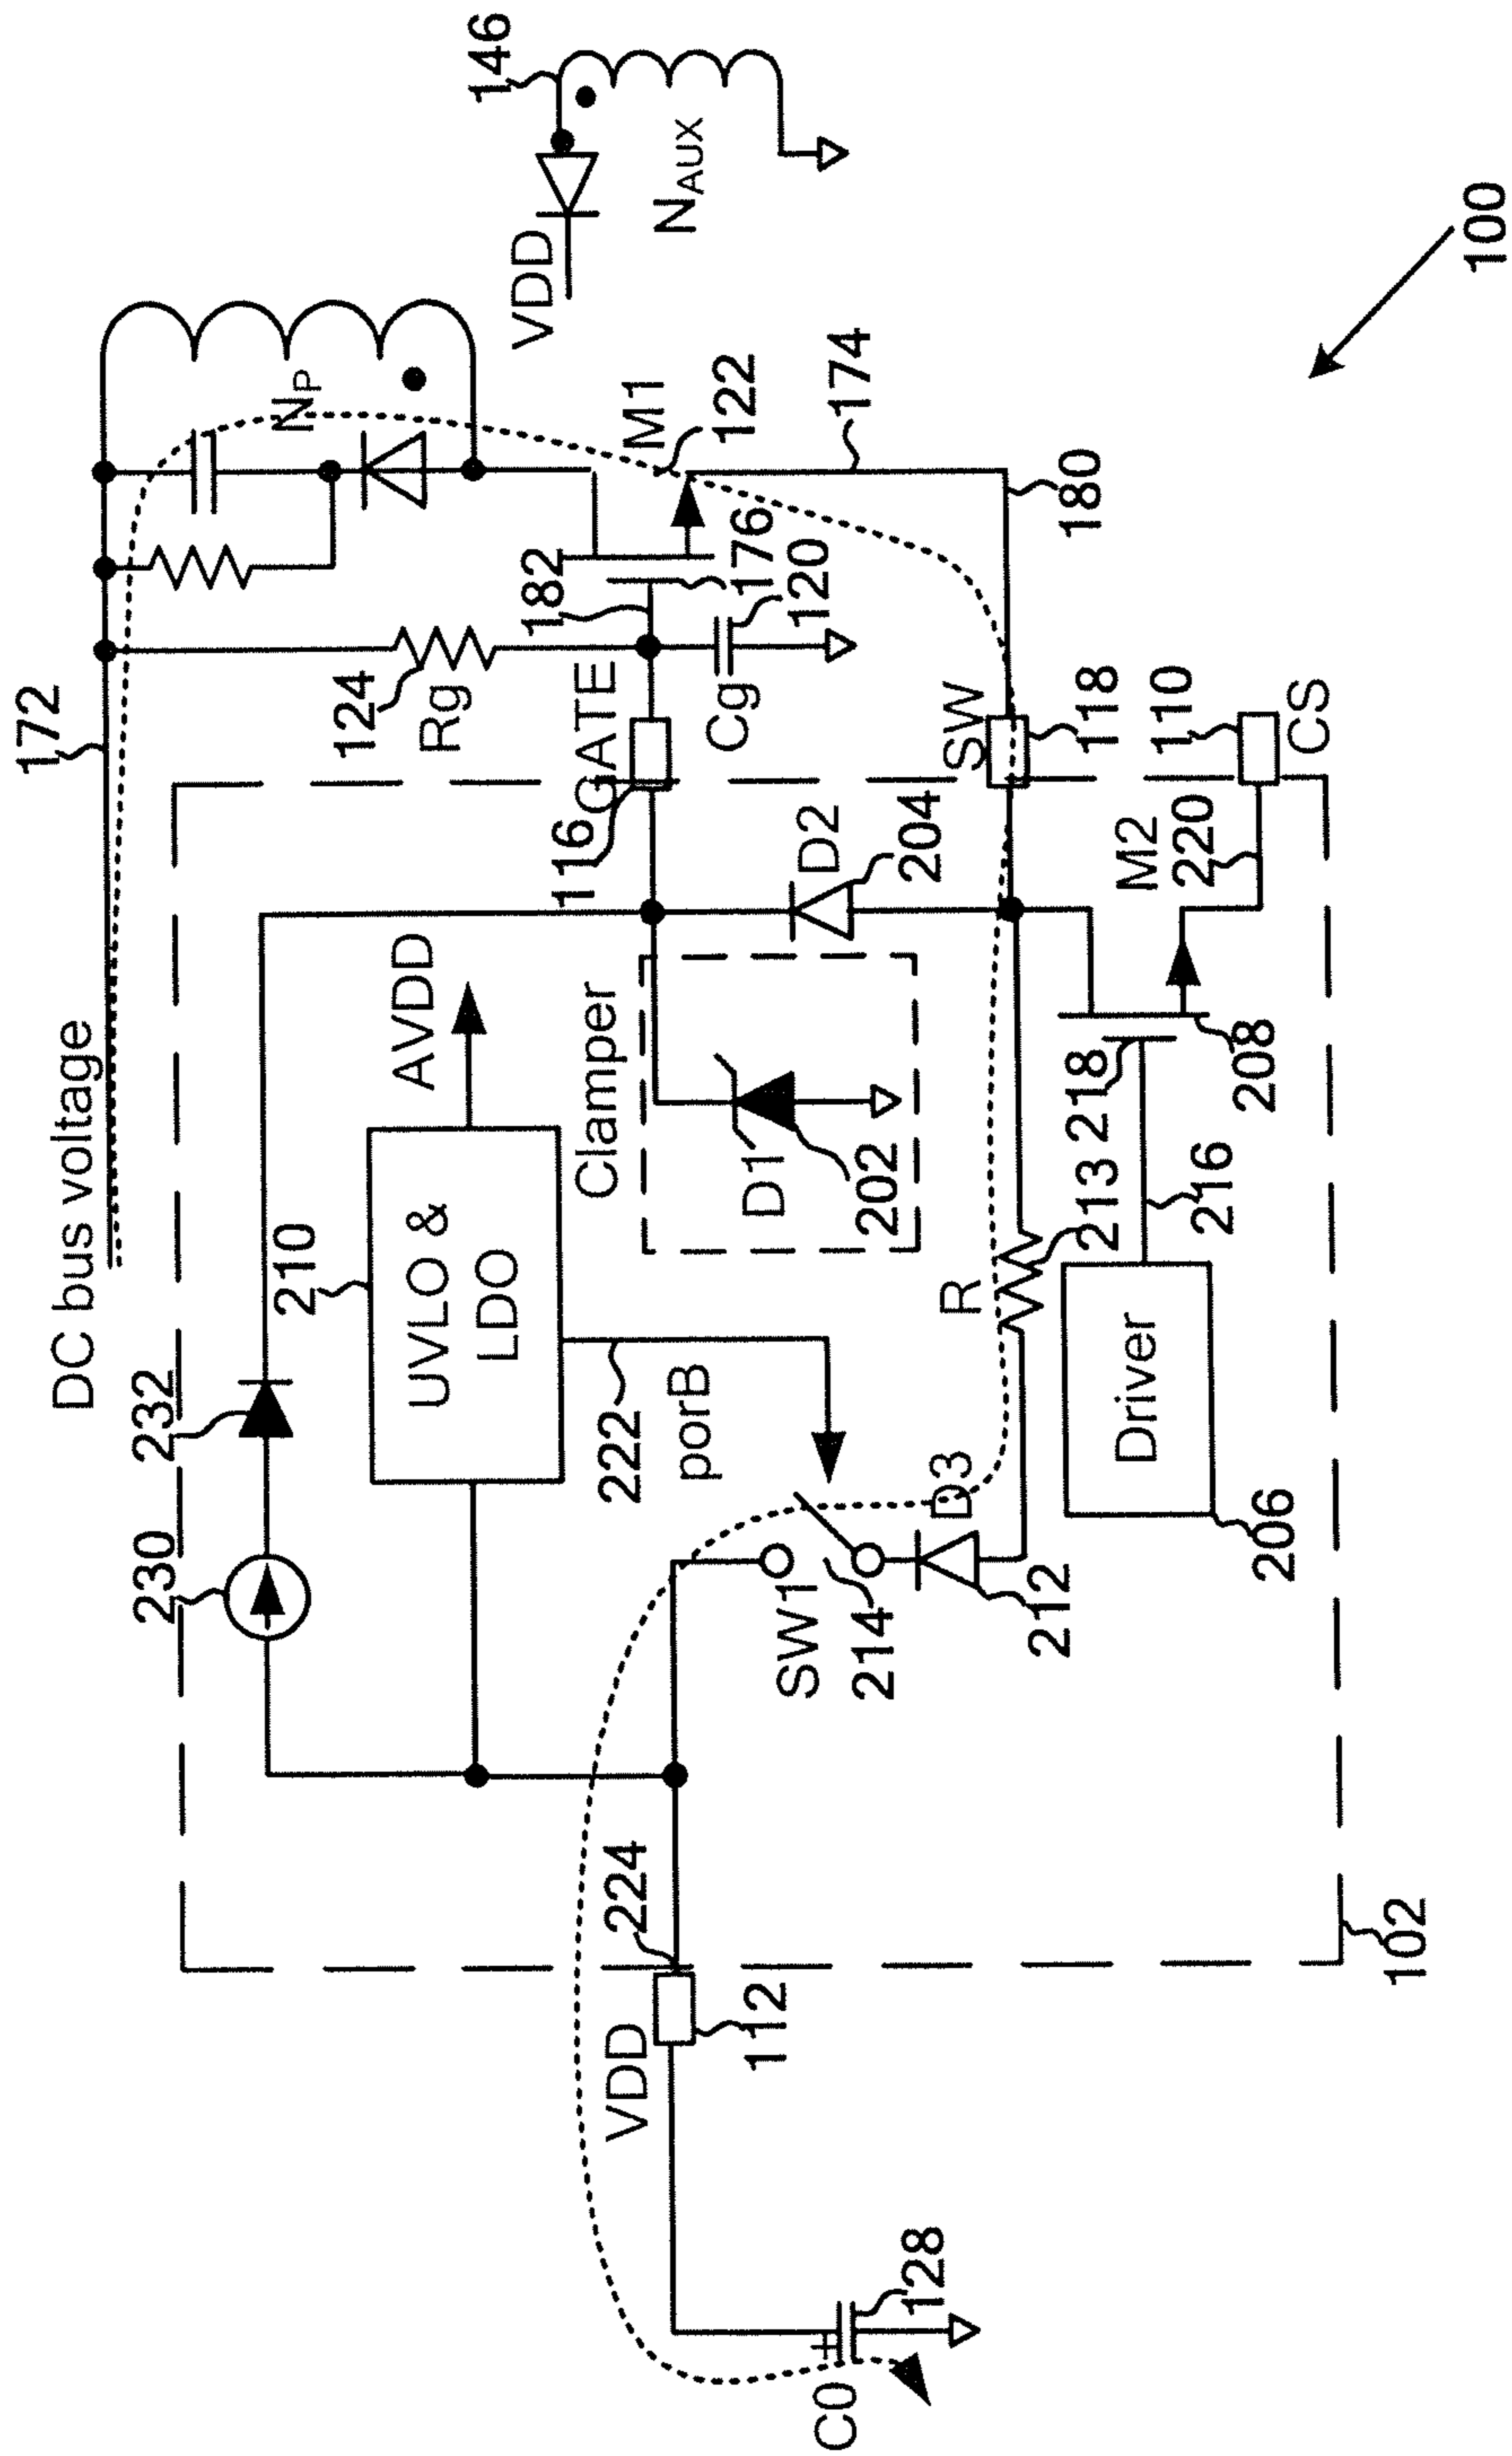 DC bus voltage
172
230
232
210
UVLO &
LDO
AVDD
124
Rg
N_P
146
VDD
N_AUX
182
176
M1
122
GATE
116
Cg
120
174
Clamper
D1
202
D2
204
222
porB
SW1
214
D3
212
R
213
SW
118
180
VDD
224
112
C0
+
128
Driver
206
216
218
208
M2
220
110
CS
102
100